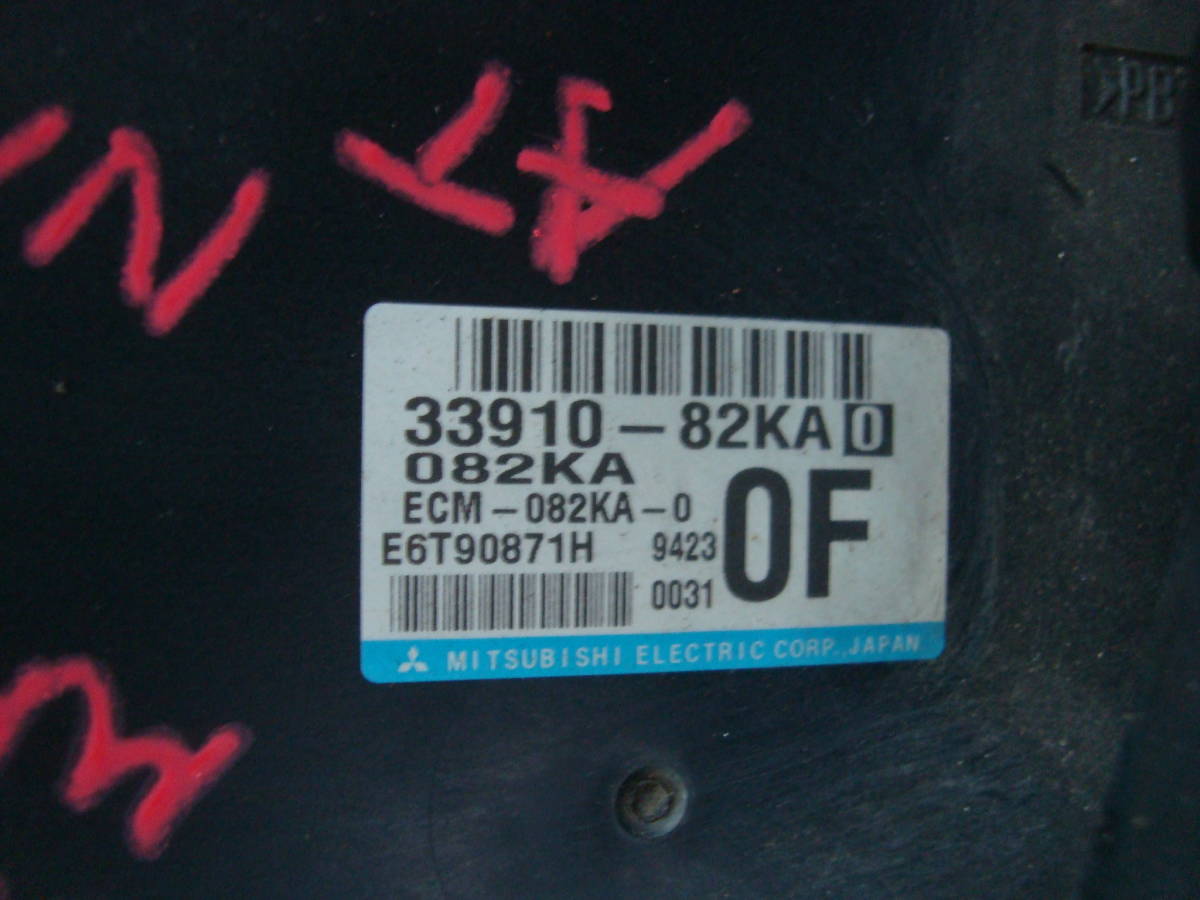 >PB
33910-82KA0
082KA
ECM-082KA-0
E6T90871H 9423
0031
0F
MITSUBISHI ELECTRIC CORP., JAPAN